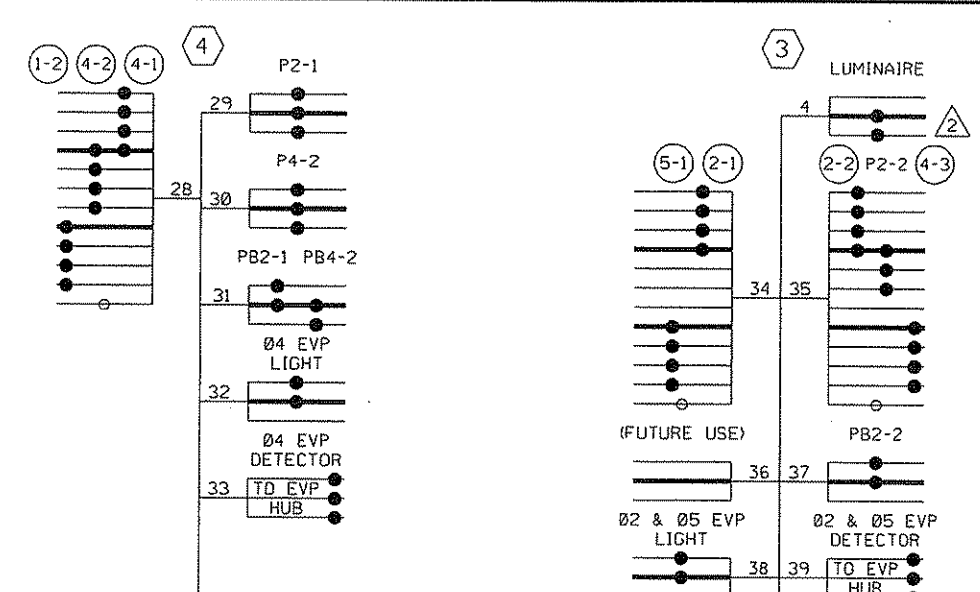 4
1-2 4-2 4-1
P2-1
29
P4-2
28
30
PB2-1 PB4-2
31
Ø4 EVP
LIGHT
32
Ø4 EVP
DETECTOR
33
TO EVP
HUB
3
LUMINAIRE
4
2
5-1 2-1
2-2 P2-2 4-3
34 35
(FUTURE USE)
PB2-2
36 37
Ø2 & Ø5 EVP
LIGHT
Ø2 & Ø5 EVP
DETECTOR
38 39
TO EVP
HUB